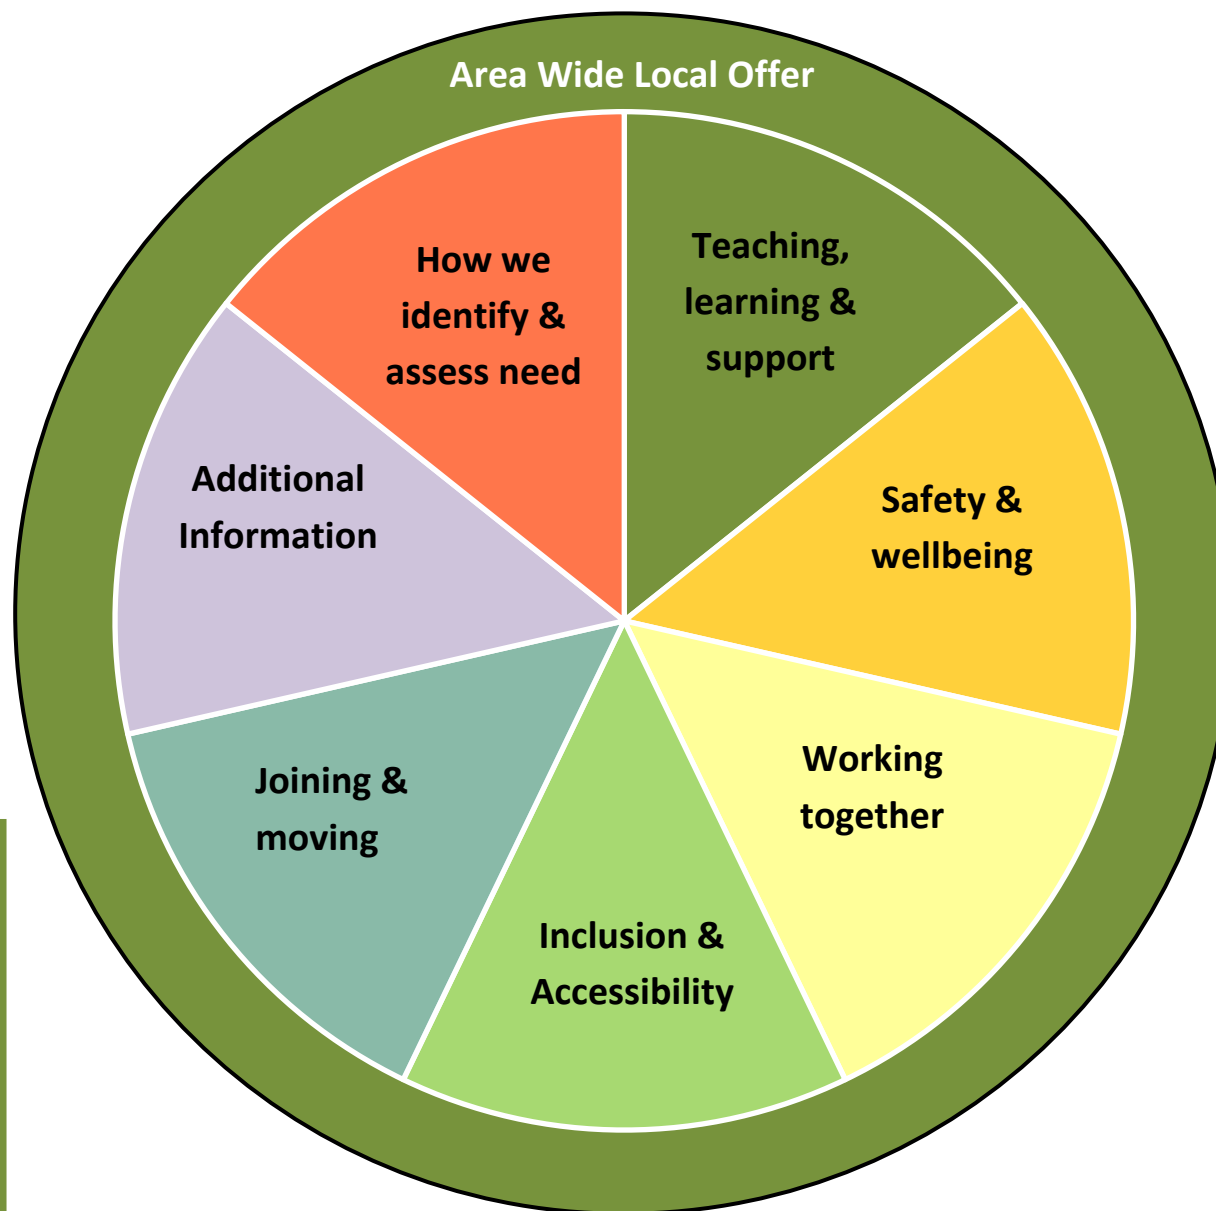 Area Wide Local Offer
How we
identify &
assess need
Teaching,
learning &
support
Safety &
wellbeing
Working
together
Inclusion &
Accessibility
Joining &
moving
Additional
Information